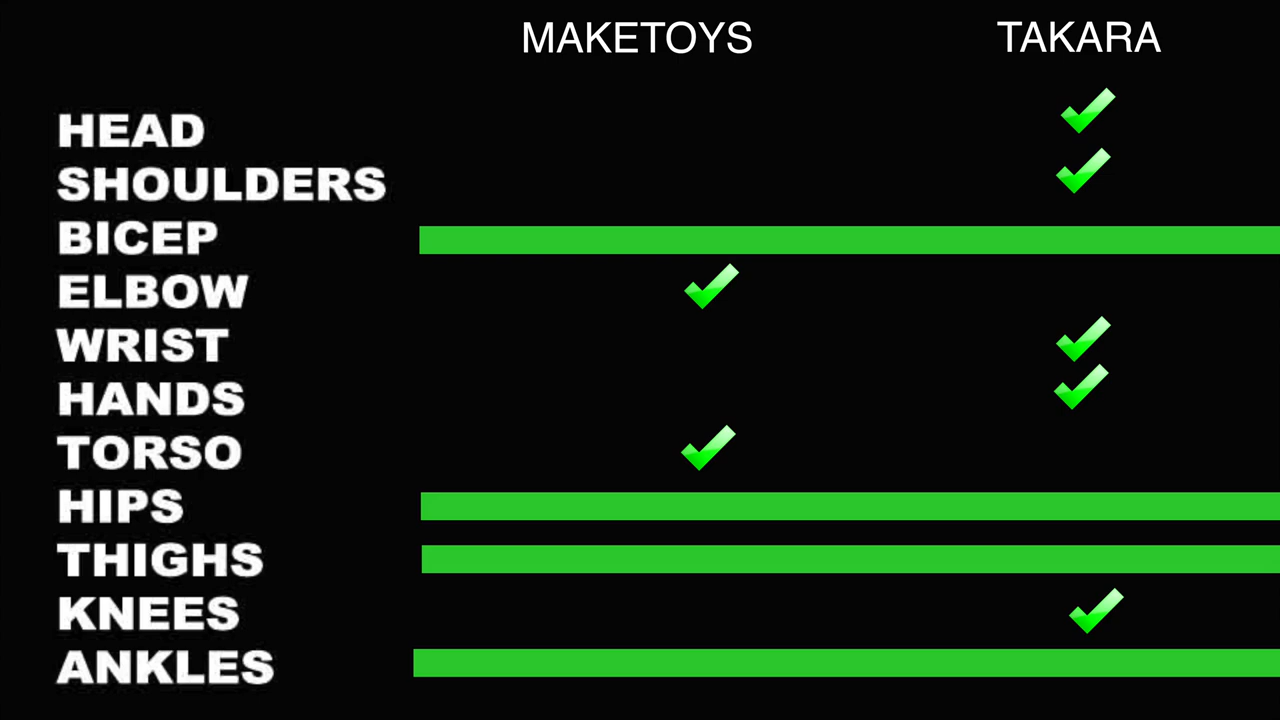 MAKETOYS TAKARA
HEAD
SHOULDERS
BICEP
ELBOW
WRIST
HANDS
TORSO
HIPS
THIGHS
KNEES
ANKLES